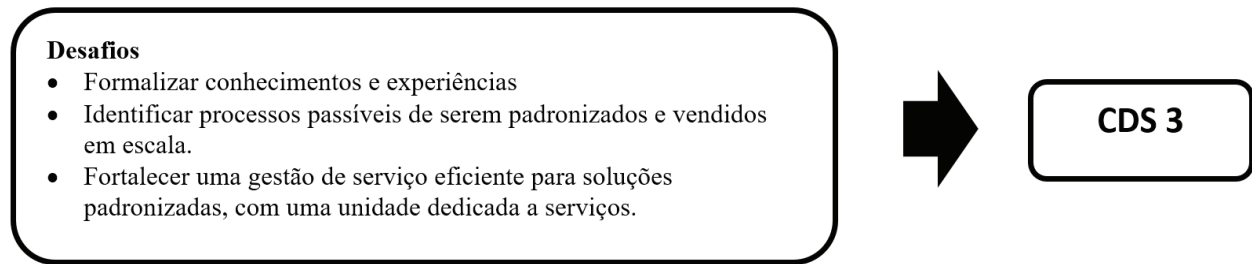 Desafios
• Formalizar conhecimentos e experiências
• Identificar processos passíveis de serem padronizados e vendidos
em escala.
• Fortalecer uma gestão de serviço eficiente para soluções
padronizadas, com uma unidade dedicada a serviços.
CDS 3